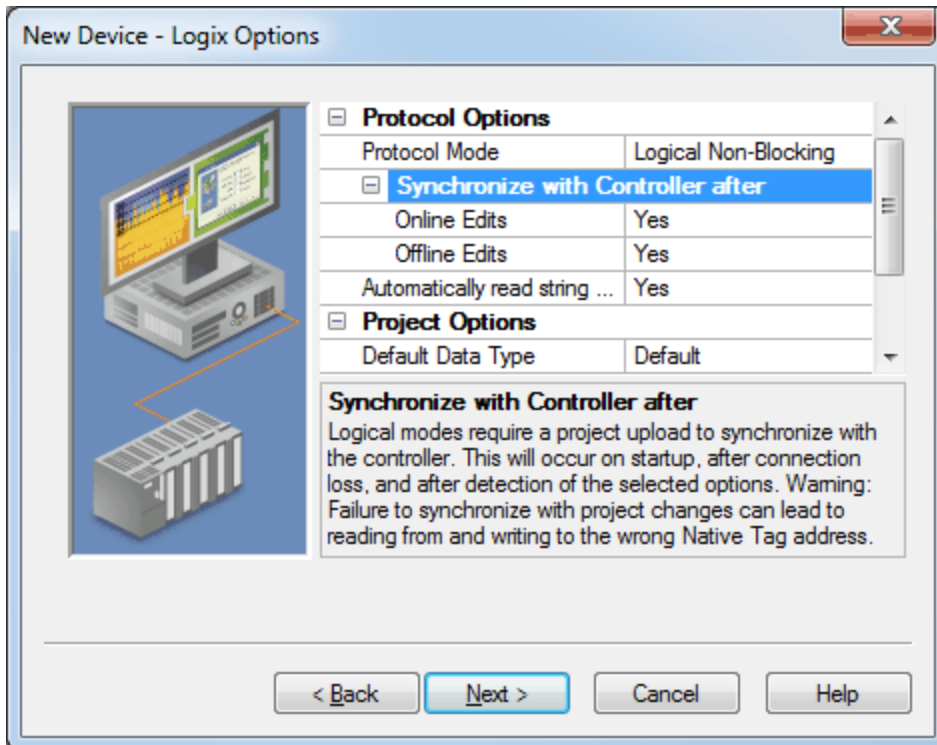 New Device - Logix Options
Protocol Options
Protocol Mode Logical Non-Blocking
Synchronize with Controller after
Online Edits Yes
Offline Edits Yes
Automatically read string ... Yes
Project Options
Default Data Type Default
Synchronize with Controller after
Logical modes require a project upload to synchronize with
the controller. This will occur on startup, after connection
loss, and after detection of the selected options. Warning:
Failure to synchronize with project changes can lead to
reading from and writing to the wrong Native Tag address.
< Back Next > Cancel Help